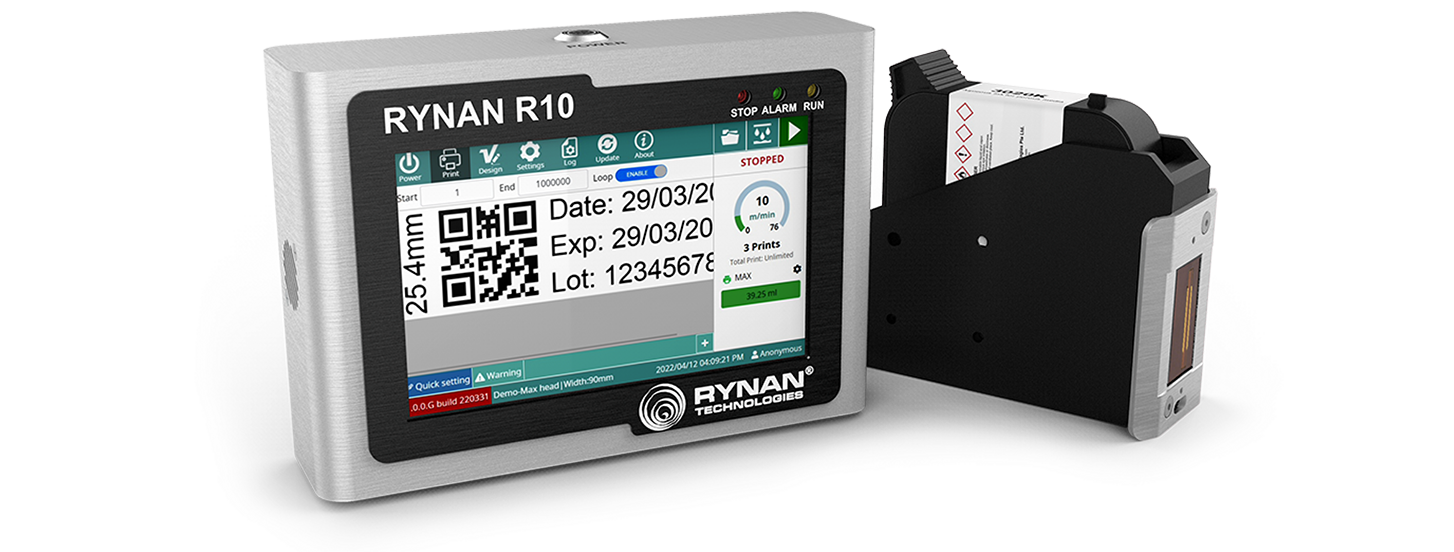 POWER
RYNAN R10
STOP ALARM RUN
Power Print Design Settings Log Update About
STOPPED
Start 1 End 1000000 Loop ENABLE
25.4mm
Date: 29/03/20
Exp: 29/03/20
Lot: 12345678
10
m/min
0 76
3 Prints
Total Print: Unlimited
MAX
39.25 ml
+
Quick setting Warning
2022/04/12 04:09:21 PM Anonymous
.0.0.G build 220331 Demo-Max head|Width:90mm
RYNAN®
TECHNOLOGIES
3020K